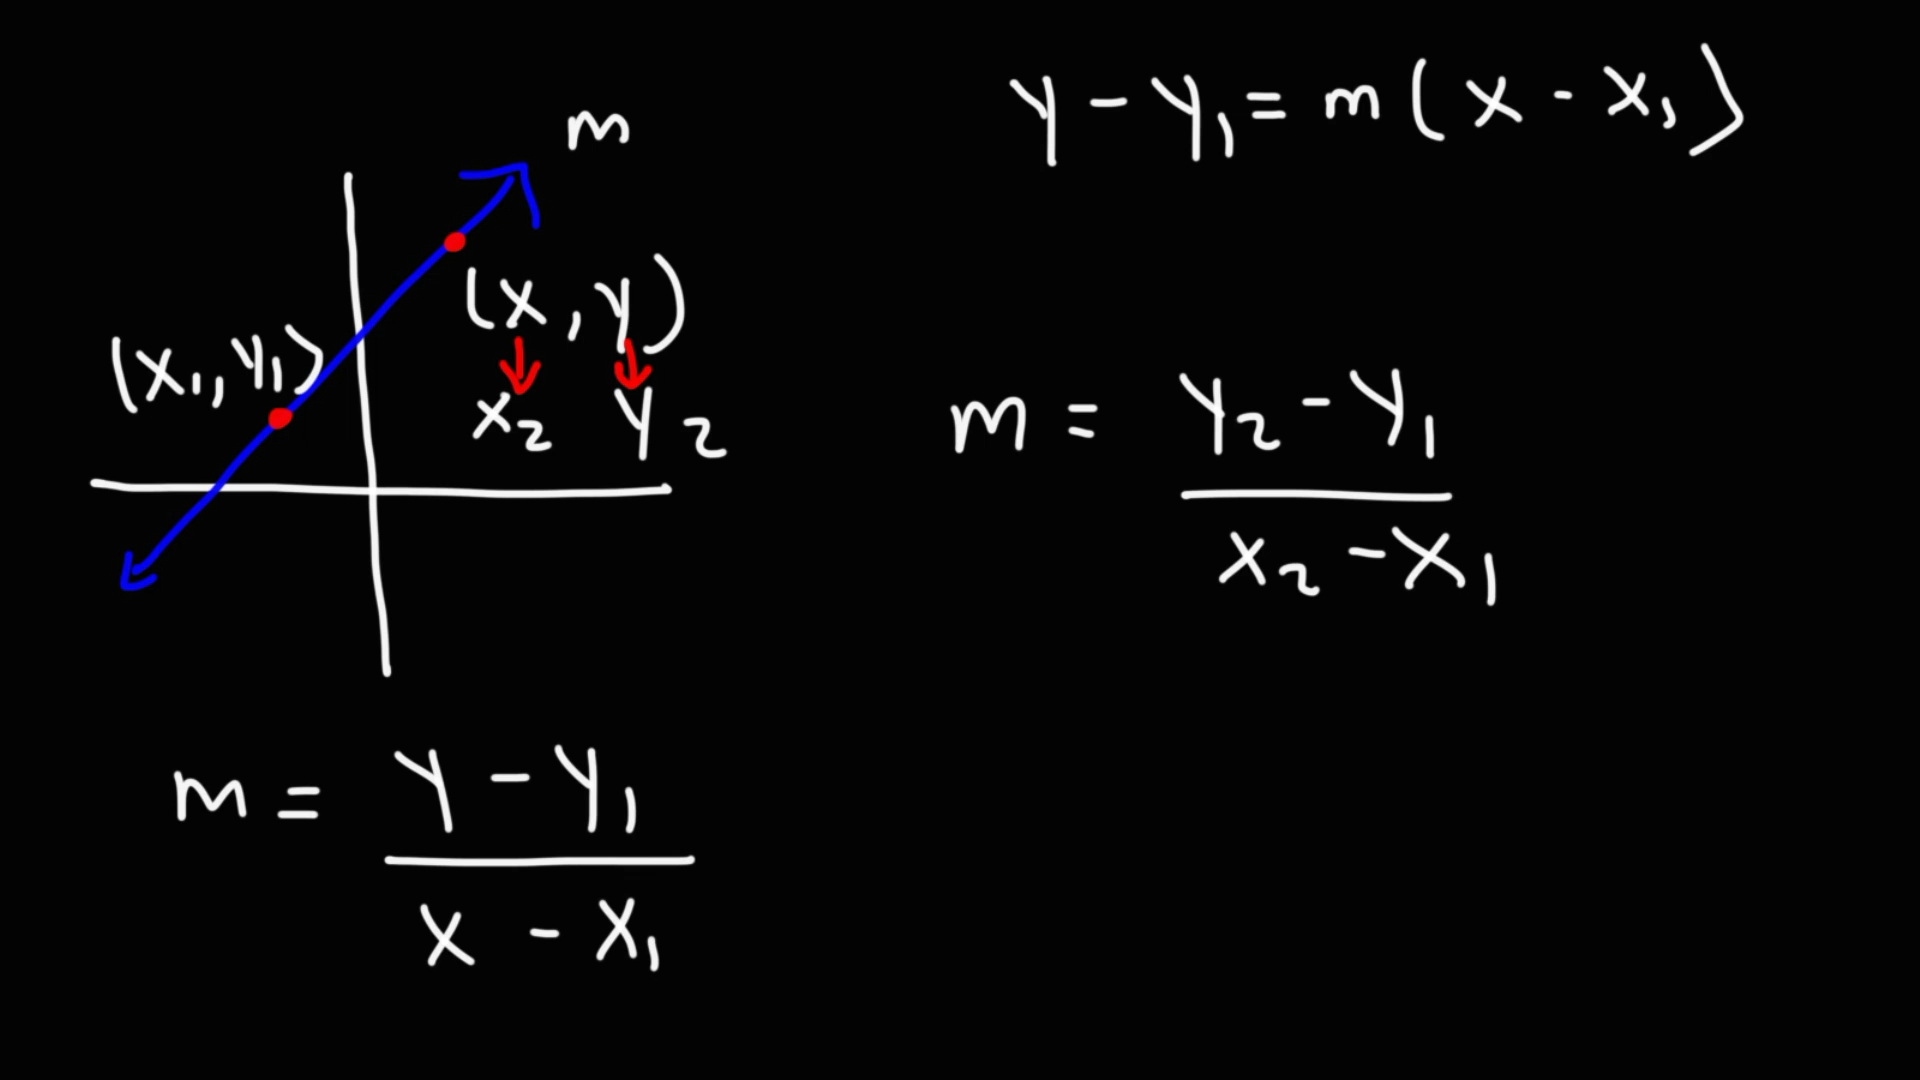 m
y - y₁ = m(x - x₁)
(x, y)
(x₁, y₁)
x₂ y₂
m = y₂ - y₁
x₂ - x₁
m = y - y₁
x - x₁